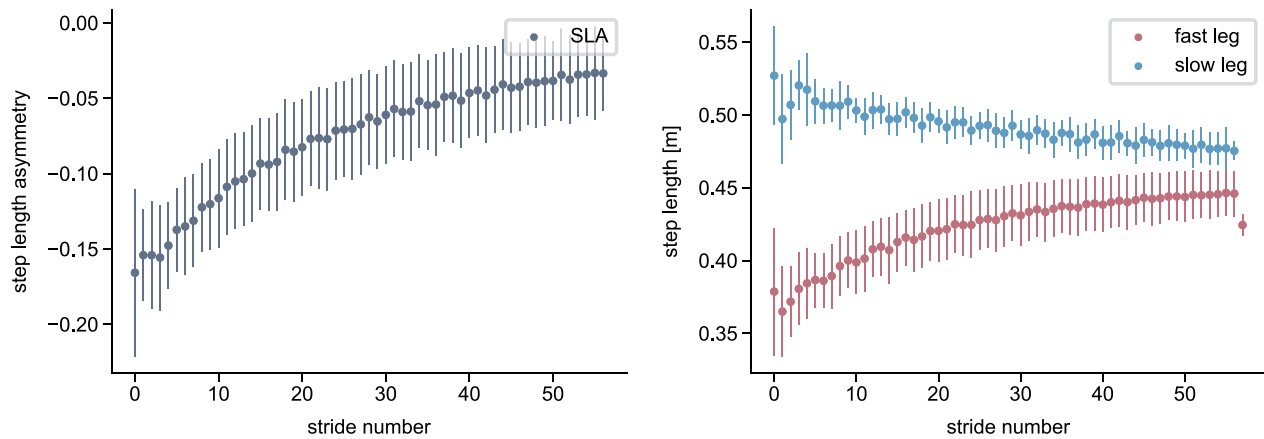 0.00
−0.05
−0.10
−0.15
−0.20
step length asymmetry
SLA
0 10 20 30 40 50
stride number
0.55
0.50
0.45
0.40
0.35
step length [m]
fast leg
slow leg
0 10 20 30 40 50
stride number